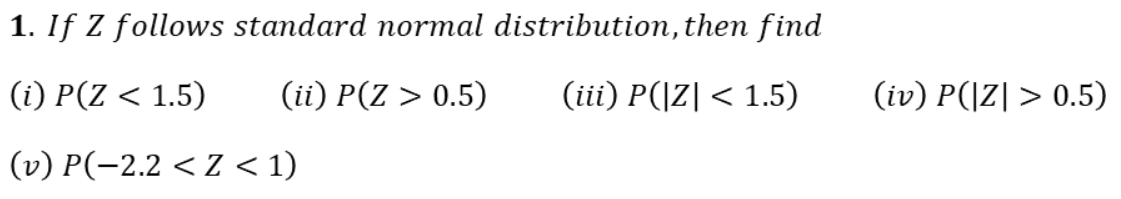 1. If Z follows standard normal distribution, then find
(i) P(Z < 1.5) (ii) P(Z > 0.5) (iii) P(|Z| < 1.5) (iv) P(|Z| > 0.5)
(v) P(−2.2 < Z < 1)